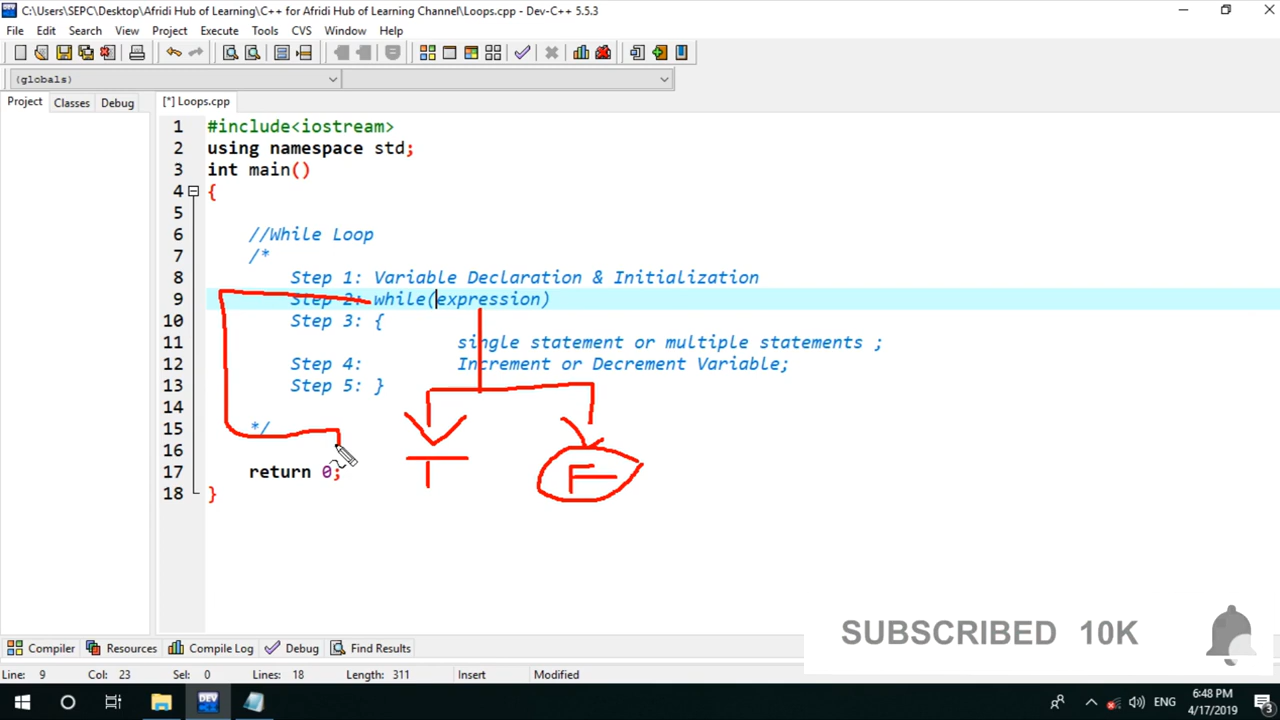 C:\Users\SEPC\Desktop\Afridi Hub of Learning\C++ for Afridi Hub of Learning Channel\Loops.cpp - Dev-C++ 5.5.3
File Edit Search View Project Execute Tools CVS Window Help
(globals)
Project Classes Debug [*] Loops.cpp
1 #include<iostream>
2 using namespace std;
3 int main()
4 {
5
6 //While Loop
7 /*
8 Step 1: Variable Declaration & Initialization
9 Step 2: while(expression)
10 Step 3: {
11 single statement or multiple statements ;
12 Step 4: Increment or Decrement Variable;
13 Step 5: }
14
15 */
16
17 return 0;
18 }
T F
SUBSCRIBED 10K
Compiler Resources Compile Log Debug Find Results
Line: 9 Col: 23 Sel: 0 Lines: 18 Length: 311 Insert Modified
DEV
ENG
6:48 PM
4/17/2019
3